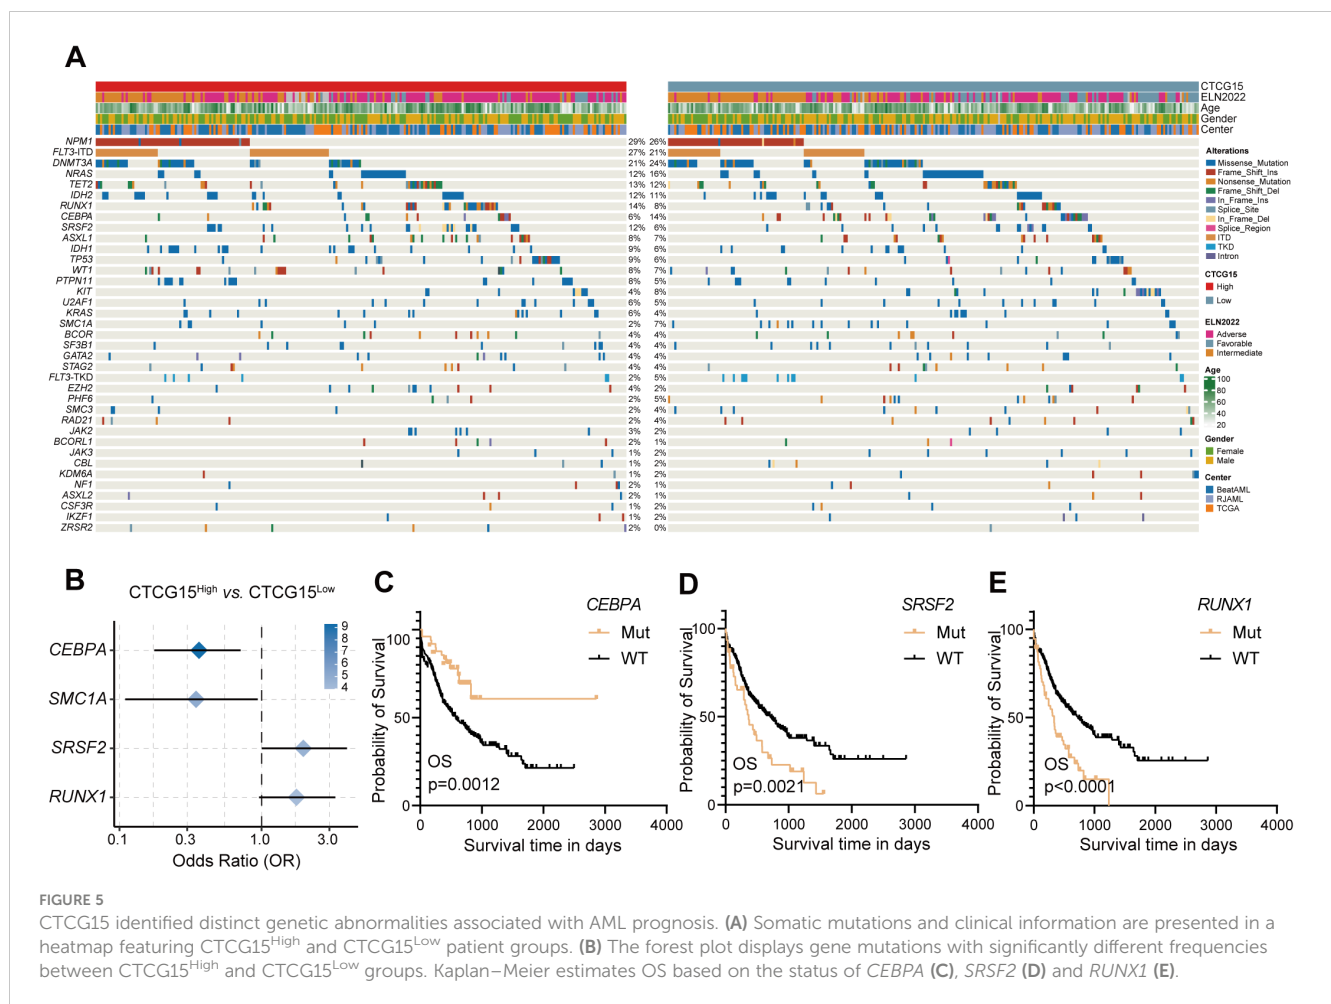 A
CTCG15
ELN2022
Age
Gender
Center
NPM1 29% 26%
FLT3-ITD 27% 21%
DNMT3A 21% 24%
NRAS 12% 16%
TET2 13% 12%
IDH2 12% 11%
RUNX1 14% 8%
CEBPA 6% 14%
SRSF2 12% 6%
ASXL1 8% 7%
IDH1 9% 6%
TP53 9% 6%
WT1 8% 7%
PTPN11 8% 5%
KIT 4% 8%
U2AF1 6% 5%
KRAS 6% 4%
SMC1A 2% 7%
BCOR 4% 4%
SF3B1 4% 4%
GATA2 4% 4%
STAG2 4% 4%
FLT3-TKD 2% 5%
EZH2 4% 2%
PHF6 2% 5%
SMC3 2% 4%
RAD21 2% 4%
JAK2 3% 2%
BCORL1 2% 1%
JAK3 1% 2%
CBL 1% 2%
KDM6A 1% 2%
NF1 2% 1%
ASXL2 2% 1%
CSF3R 1% 2%
IKZF1 1% 2%
ZRSR2 2% 0%
Alterations
Missense_Mutation
Frame_Shift_Ins
Nonsense_Mutation
Frame_Shift_Del
In_Frame_Ins
Splice_Site
In_Frame_Del
Splice_Region
ITD
TKD
Intron
CTCG15
High
Low
ELN2022
Adverse
Favorable
Intermediate
Age
100
80
60
40
20
Gender
Female
Male
Center
BeatAML
RJAML
TCGA
B
CTCG15High vs. CTCG15Low
9
8
7
6
5
4
CEBPA
SMC1A
SRSF2
RUNX1
0.1 0.3 1.0 3.0
Odds Ratio (OR)
C
CEBPA
Mut
WT
Probability of Survival
100
50
0
OS
p=0.0012
0 1000 2000 3000 4000
Survival time in days
D
SRSF2
Mut
WT
Probability of Survival
100
50
0
OS
p=0.0021
0 1000 2000 3000 4000
Survival time in days
E
RUNX1
Mut
WT
Probability of Survival
100
50
0
OS
p<0.0001
0 1000 2000 3000 4000
Survival time in days
FIGURE 5
CTCG15 identified distinct genetic abnormalities associated with AML prognosis. (A) Somatic mutations and clinical information are presented in a
heatmap featuring CTCG15High and CTCG15Low patient groups. (B) The forest plot displays gene mutations with significantly different frequencies
between CTCG15High and CTCG15Low groups. Kaplan–Meier estimates OS based on the status of CEBPA (C), SRSF2 (D) and RUNX1 (E).